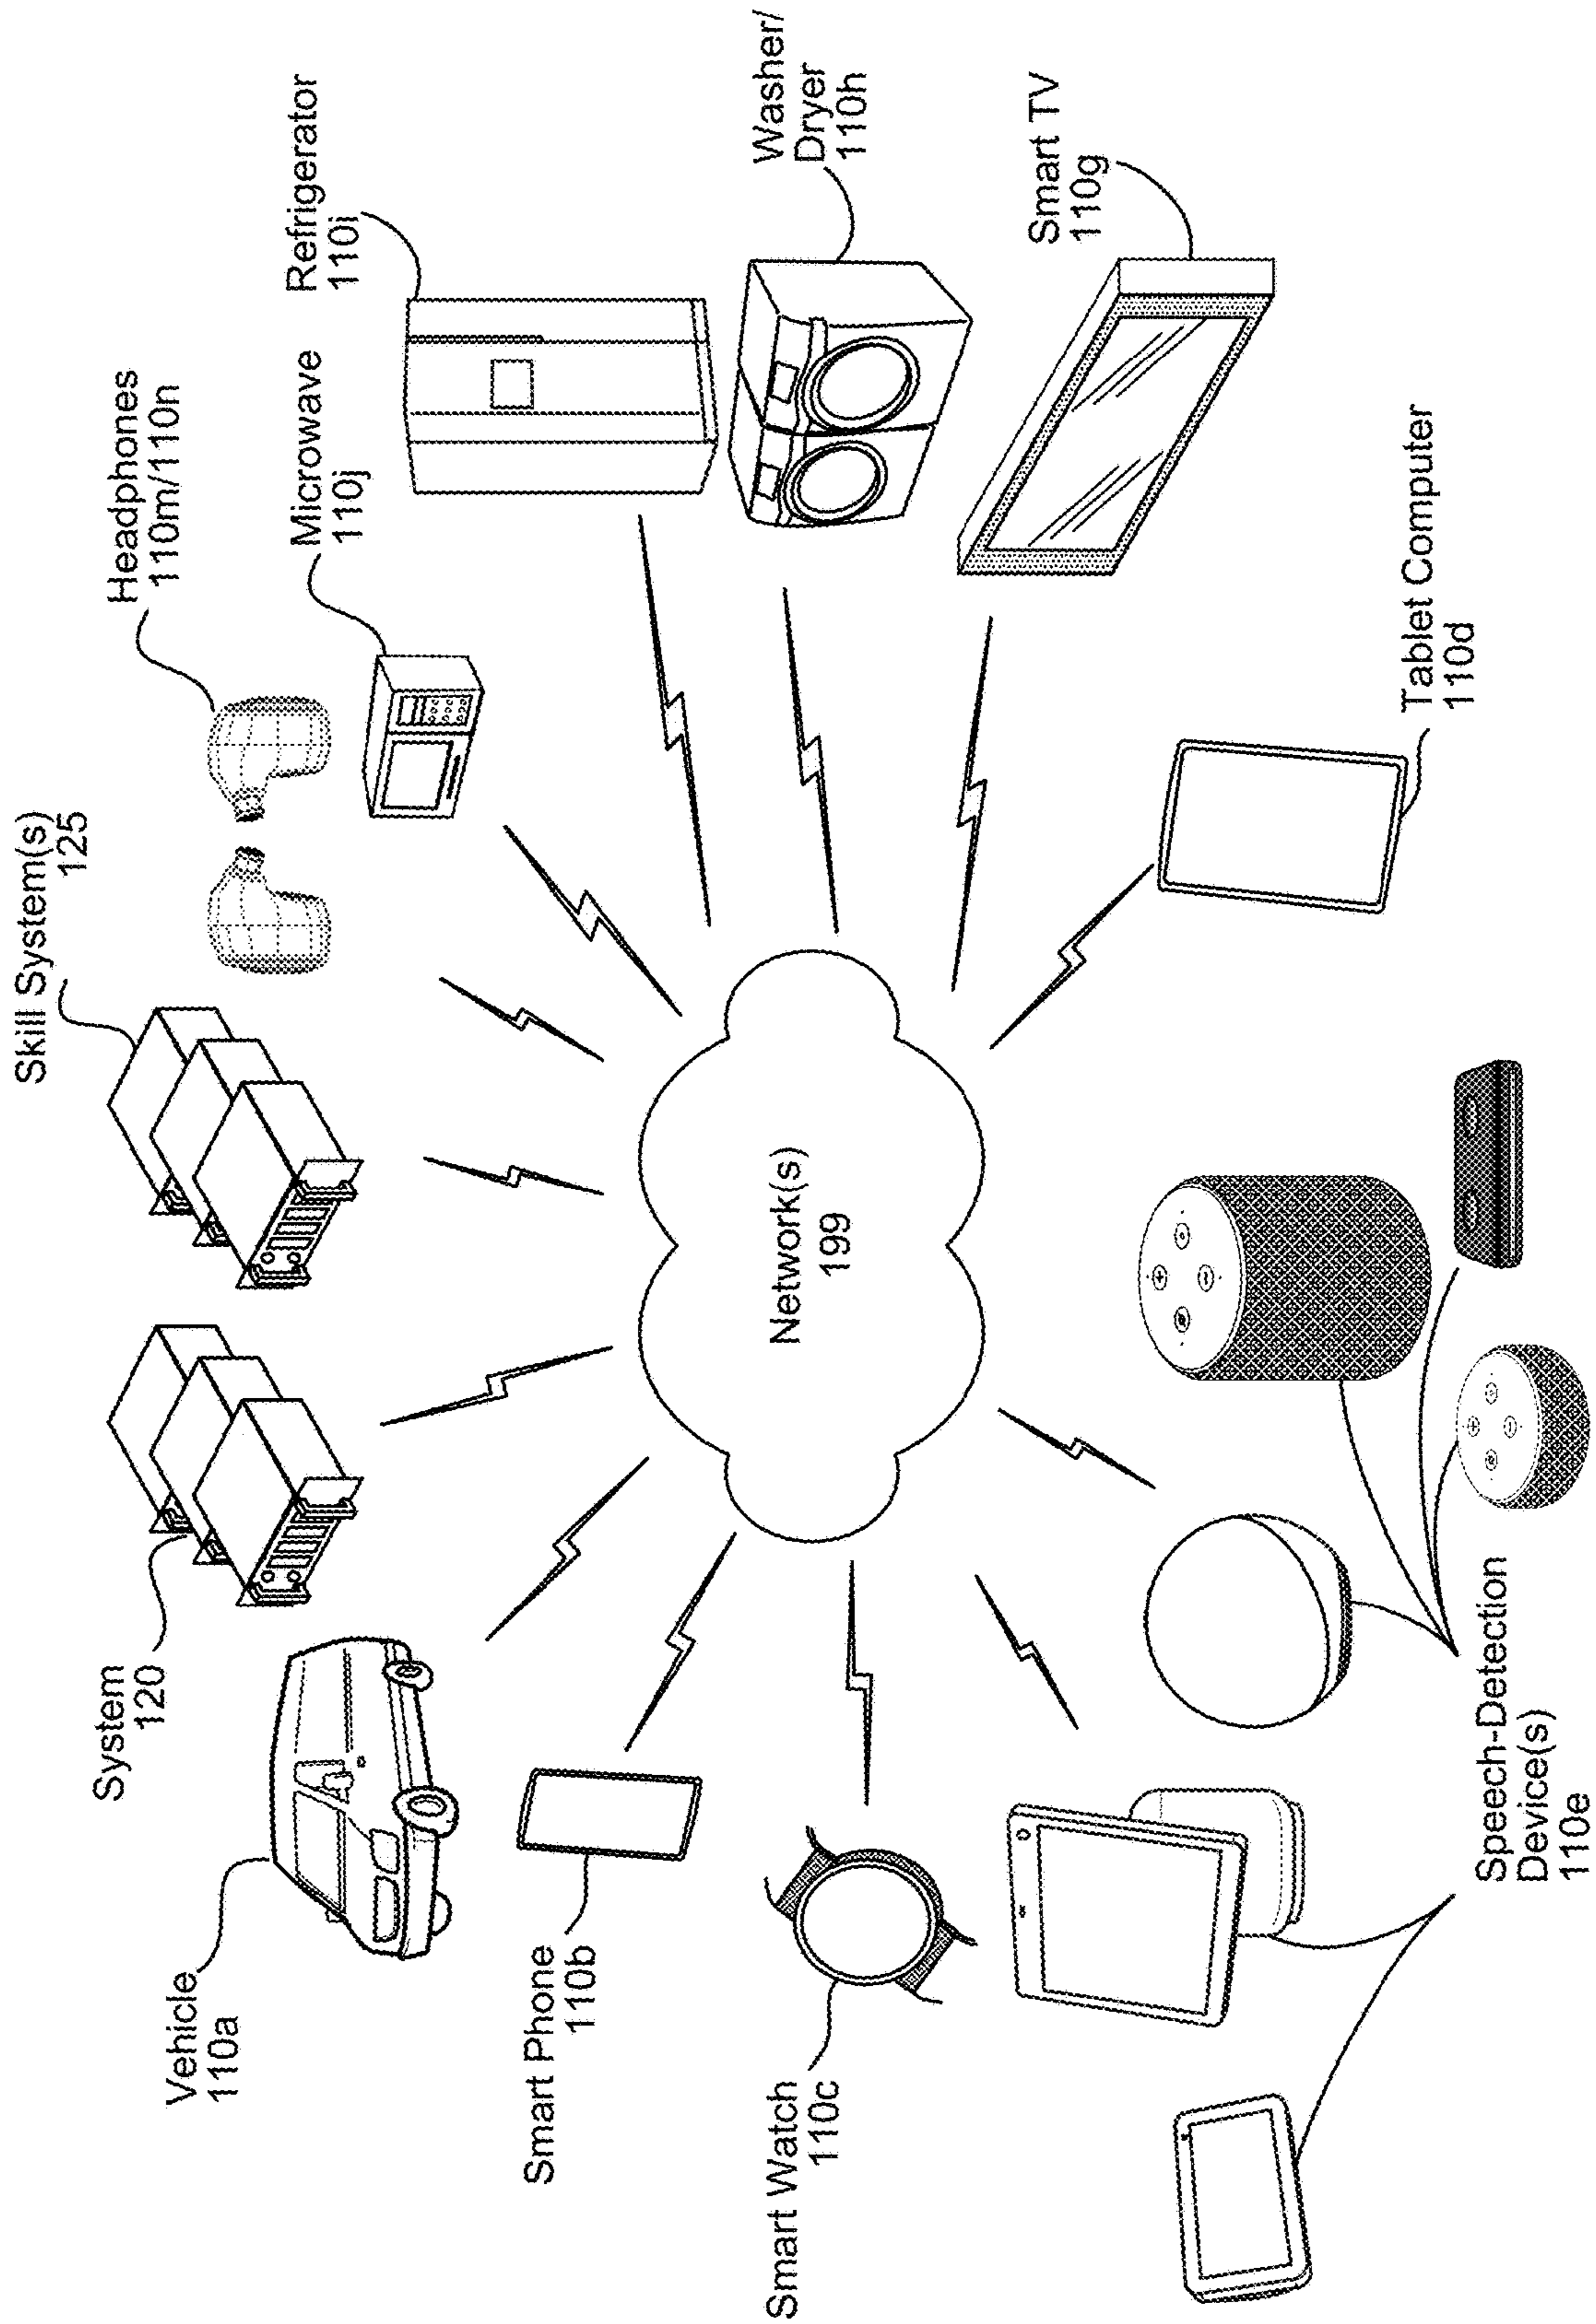 Skill System(s)
125
System
120
Headphones
110m/110n
Vehicle
110a
Microwave
110j
Refrigerator
110i
Smart Phone
110b
Network(s)
199
Washer/
Dryer
110h
Smart Watch
110c
Smart TV
110g
Tablet Computer
110d
Speech-Detection
Device(s)
110e